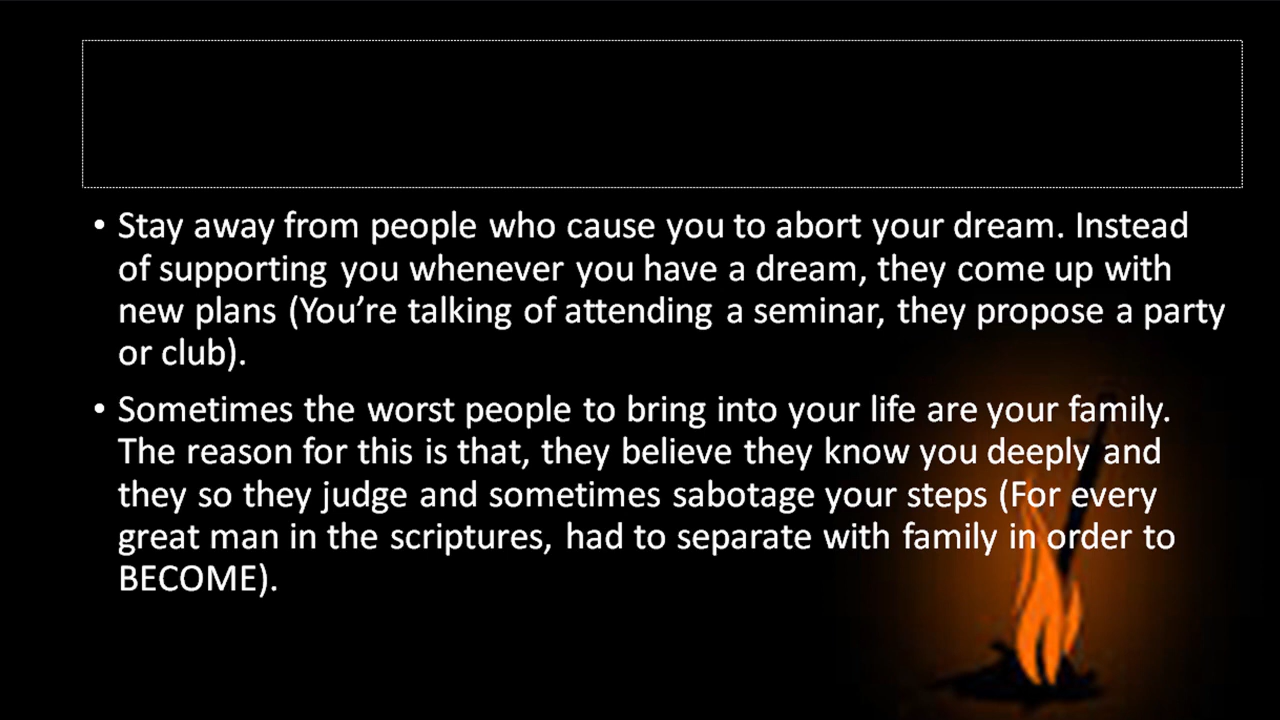 • Stay away from people who cause you to abort your dream. Instead
of supporting you whenever you have a dream, they come up with
new plans (You’re talking of attending a seminar, they propose a party
or club).
• Sometimes the worst people to bring into your life are your family.
The reason for this is that, they believe they know you deeply and
they so they judge and sometimes sabotage your steps (For every
great man in the scriptures, had to separate with family in order to
BECOME).